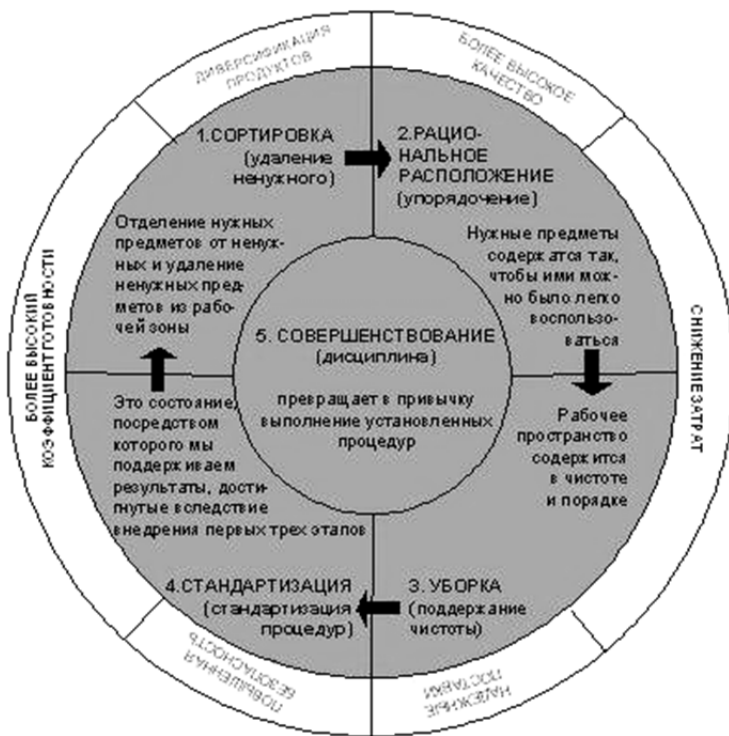 ДИВЕРСИФИКАЦИЯ
ПРОДУКТОВ
БОЛЕЕ ВЫСОКОЕ
КАЧЕСТВО
1.СОРТИРОВКА
(удаление
ненужного)
2.РАЦИО-
НАЛЬНОЕ
РАСПОЛОЖЕНИЕ
(упорядочение)
Отделение нужных
предметов от ненуж-
ных и удаление
ненужных пред-
метов из рабо-
чей зоны
Нужные предметы
содержатся так,
чтобы ими мож-
но было легко
воспользо-
ваться
5. СОВЕРШЕНСТВОВАНИЕ
(дисциплина)
превращает в привычку
выполнение установленных
процедур
БОЛЕЕ ВЫСОКИЙ
КОЭФФИЦИЕНТ ГОТОВНОСТИ
СНИЖЕНИЕ ЗАТРАТ
Это состояние,
посредством
которого мы
поддерживаем
результаты, дости-
гнутые вследствие
внедрения первых трех этапов
Рабочее
пространство
содержится
в чистоте
и порядке
4.СТАНДАРТИЗАЦИЯ
(стандартизация
процедур)
3. УБОРКА
(поддержание
чистоты)
ПОВЫШЕННАЯ
БЕЗОПАСНОСТЬ
НАДЕЖНЫЕ
ПОСТАВКИ